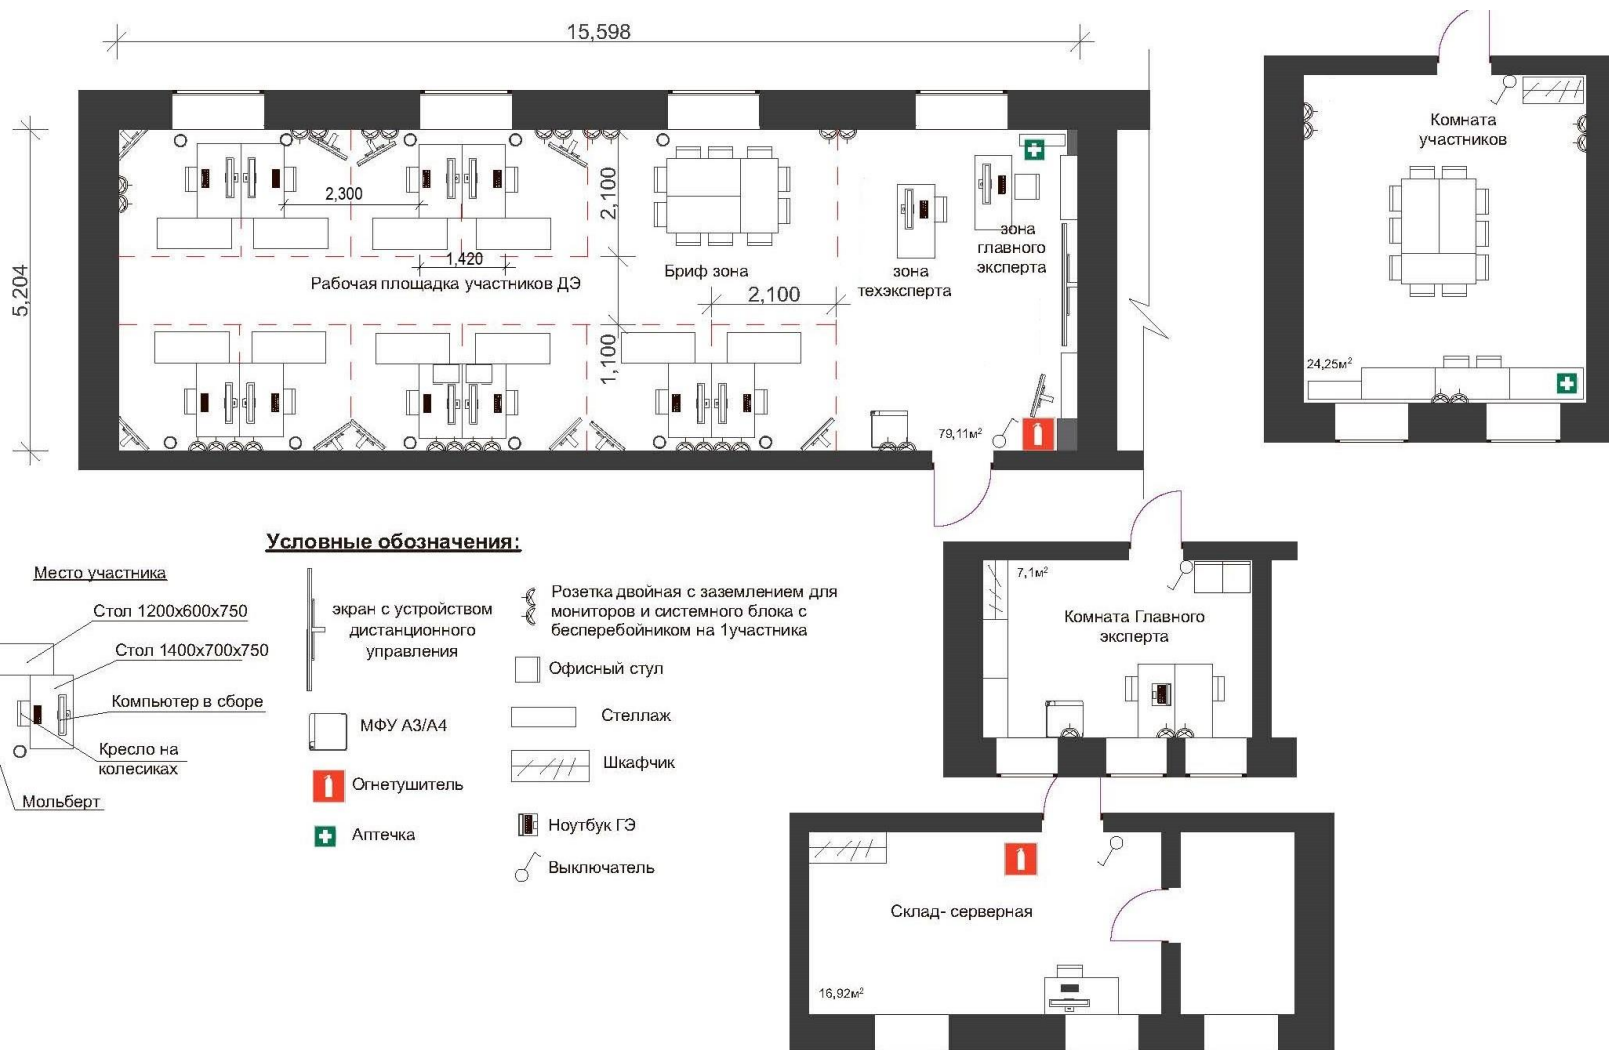 15,598
5,204
2,300
2,100
1,420
Рабочая площадка участников ДЭ
Бриф зона
2,100
1,100
зона
техэксперта
зона
главного
эксперта
79,11м²
Комната
участников
24,25м²
Условные обозначения:
Место участника
Стол 1200х600х750
Стол 1400х700х750
Компьютер в сборе
Кресло на
колесиках
Мольберт
экран с устройством
дистанционного
управления
МФУ А3/А4
Огнетушитель
Аптечка
Розетка двойная с заземлением для
мониторов и системного блока с
бесперебойником на 1участника
Офисный стул
Стеллаж
Шкафчик
Ноутбук ГЭ
Выключатель
7,1м²
Комната Главного
эксперта
Склад- серверная
16,92м²